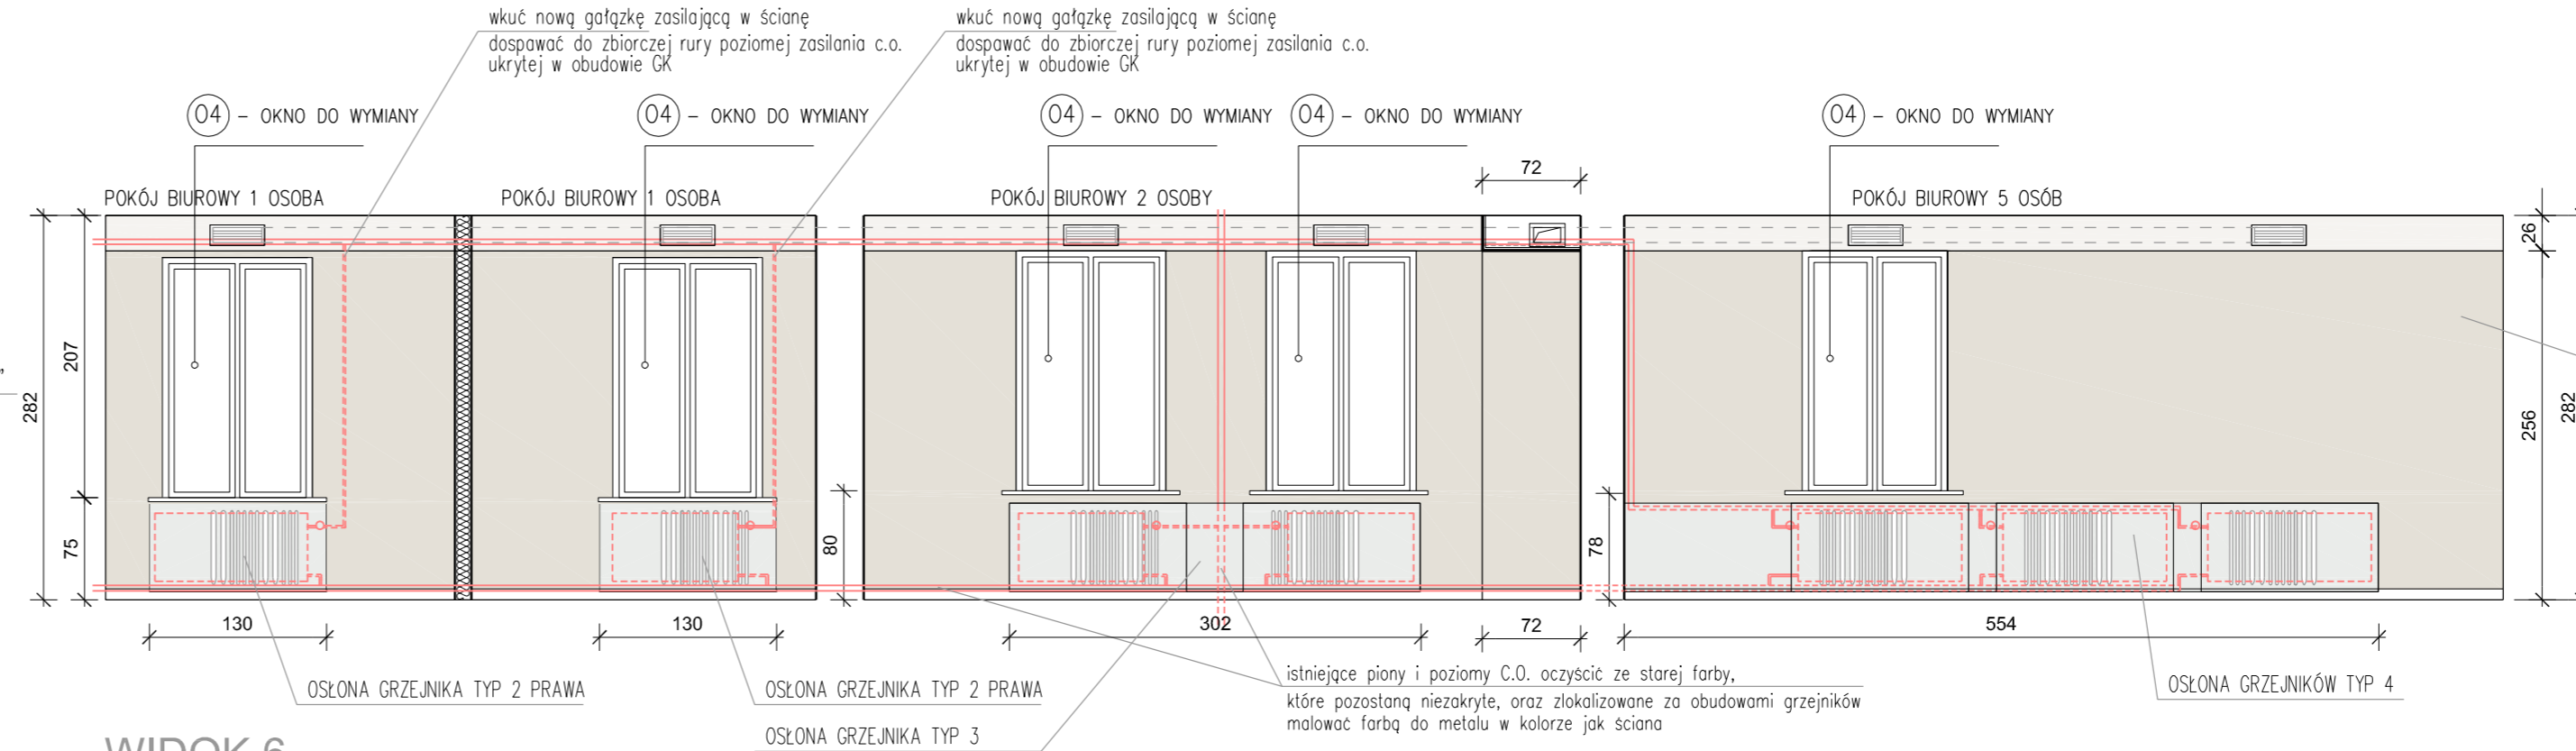 wkuć nową gałązkę zasilającą w ścianę
dospawać do zbiorczej rury poziomej zasilania c.o.
ukrytej w obudowie GK
wkuć nową gałązkę zasilającą w ścianę
dospawać do zbiorczej rury poziomej zasilania c.o.
ukrytej w obudowie GK
04 – OKNO DO WYMIANY
04 – OKNO DO WYMIANY
04 – OKNO DO WYMIANY
04 – OKNO DO WYMIANY
04 – OKNO DO WYMIANY
72
POKÓJ BIUROWY 1 OSOBA
POKÓJ BIUROWY 1 OSOBA
POKÓJ BIUROWY 2 OSOBY
POKÓJ BIUROWY 5 OSÓB
26
207
282
"
282
256
75
80
78
130
130
302
72
554
istniejące piony i poziomy C.O. oczyścić ze starej farby,
które pozostaną niezakryte, oraz zlokalizowane za obudowami grzejników
malować farbą do metalu w kolorze jak ściana
OSŁONA GRZEJNIKA TYP 2 PRAWA
OSŁONA GRZEJNIKA TYP 2 PRAWA
OSŁONA GRZEJNIKÓW TYP 4
OSŁONA GRZEJNIKA TYP 3
WIDOK 6